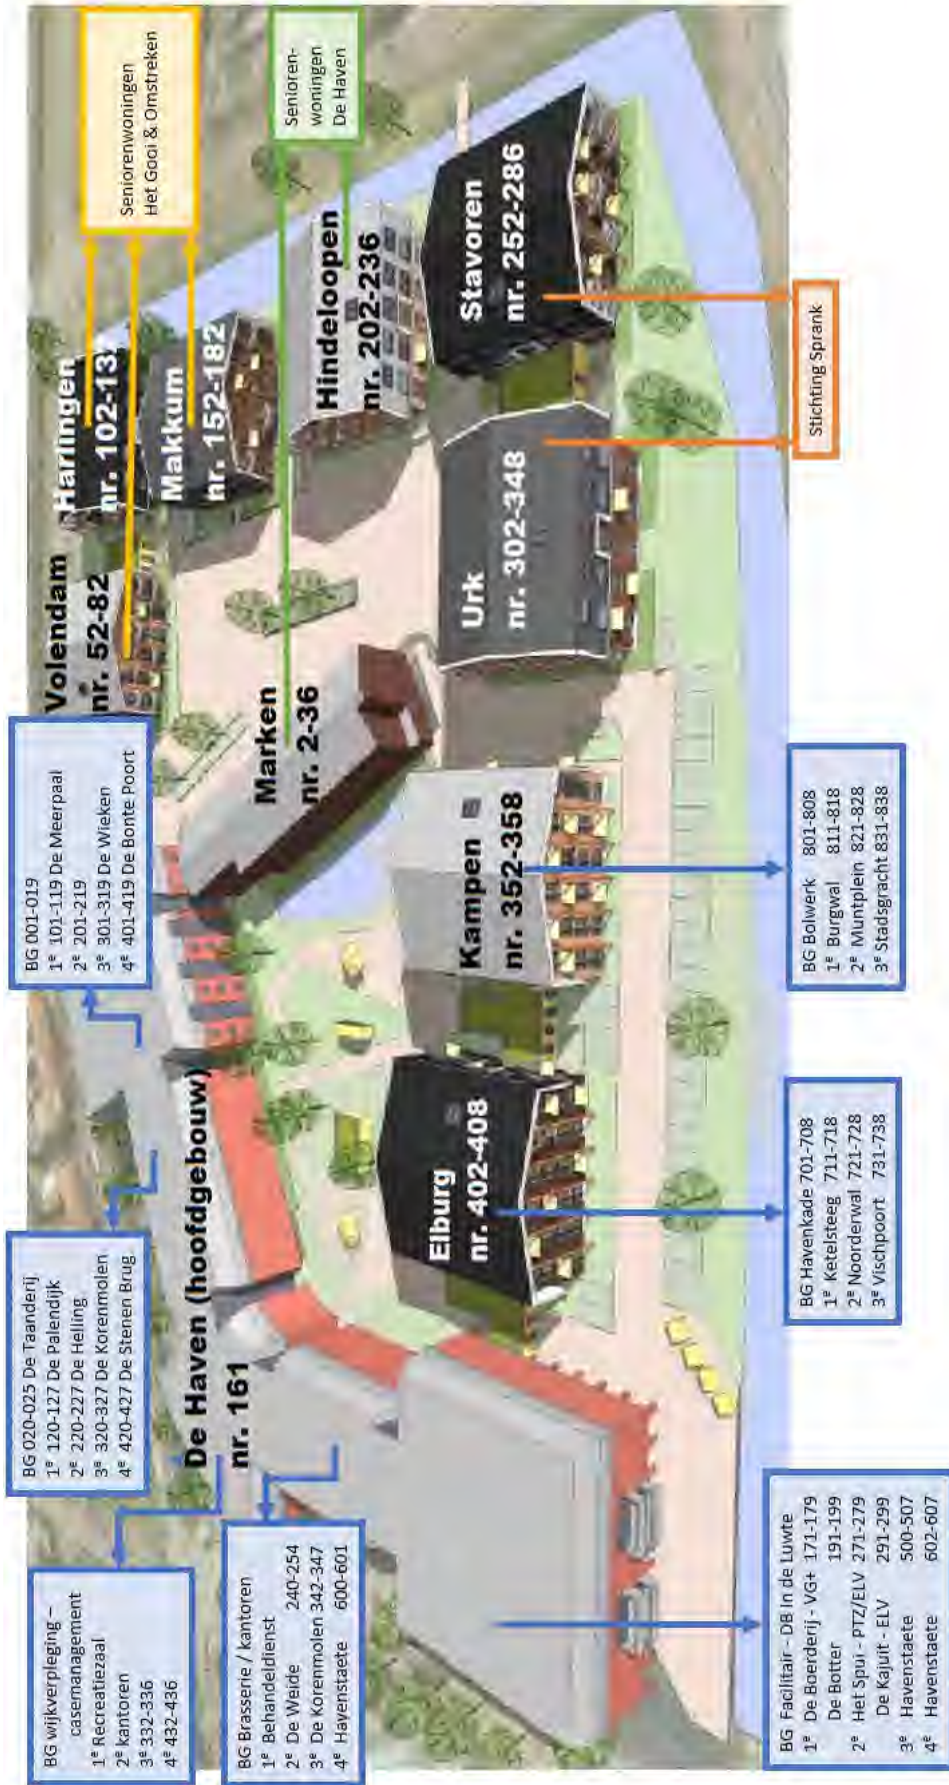 BG wijkverpleging –
casemanagement
1e Recreatiezaal
2e kantoren
3e 332-336
4e 432-436
BG 020-025 De Taanderij
1e 120-127 De Palendijk
2e 220-227 De Helling
3e 320-327 De Korenmolen
4e 420-427 De Stenen Brug
BG 001-019
1e 101-119 De Meerpaal
2e 201-219
3e 301-319 De Wieken
4e 401-419 De Bonte Poort
Seniorenwoningen
Het Gooi & Omstreken
Senioren-
woningen
De Haven
BG Braserie / kantoren
1e Behandeldienst
2e De Weide 240-254
3e De Korenmolen 342-347
4e Havenstaete 600-601
De Haven (hoofdgebouw)
nr. 161
Volendam
nr. 52-82
Harlingen
nr. 102-132
Makkum
nr. 152-182
Marken
nr. 2-36
Hindeloopen
nr. 202-236
Elburg
nr. 402-408
Kampen
nr. 352-358
Urk
nr. 302-348
Stavoren
nr. 252-286
BG Facilitair - DB In de Luwte
1e De Boerderij - VG+ 171-179
De Botter 191-199
2e Het Spui - PTZ/ELV 271-279
De Kajuit - ELV 291-299
3e Havenstaete 500-507
4e Havenstaete 602-607
BG Havenkade 701-708
1e Ketelsteeg 711-718
2e Noorderwal 721-728
3e Vischpoort 731-738
BG Bolwerk 801-808
1e Burgwal 811-818
2e Muntplein 821-828
3e Stadsgracht 831-838
Stichting Sprank